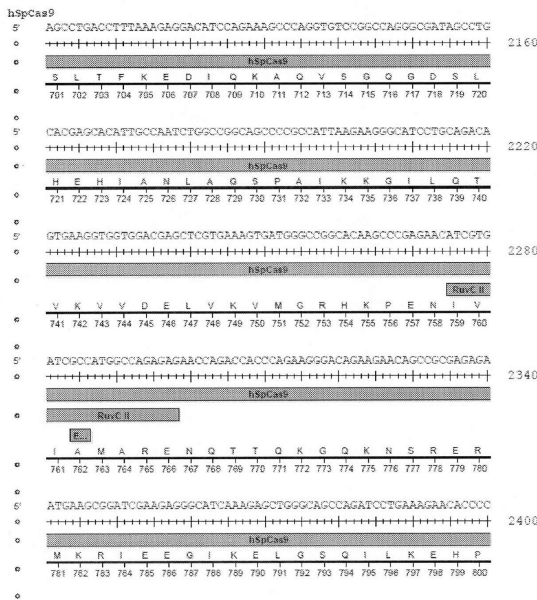 hSpCas9
5' AGCCTGACCTTTAAAGAGGACATCCAGAAAGCCCAGGTGTCCGGCCAGGGCGATAGCCTG
2160
hSpCas9
S L T F K E D I Q K A Q V S G Q G D S L
701 702 703 704 705 706 707 708 709 710 711 712 713 714 715 716 717 718 719 720
5' CACGAGCACATTGCCAATCTGGCCGGCAGCCCCGCCATTAAGAAGGGCATCCTGCAGACA
2220
hSpCas9
H E H I A N L A G S P A I K K G I L Q T
721 722 723 724 725 726 727 728 729 730 731 732 733 734 735 736 737 738 739 740
5' GTGAAGGTGGTGGACGAGCTCGTGAAAGTGATGGGCCGGCACAAGCCCGAGAACATCGTG
2280
hSpCas9
RuvC II
V K V V D E L V K V M G R H K P E N I V
741 742 743 744 745 746 747 748 749 750 751 752 753 754 755 756 757 758 759 760
5' ATCGCCATGGCCAGAGAGAACCAGACCACCCAGAAGGGACAGAAGAACAGCCGCGAGAGA
2340
hSpCas9
RuvC II
I A M A R E N Q T T Q K G Q K N S R E R
761 762 763 764 765 766 767 768 769 770 771 772 773 774 775 776 777 778 779 780
5' ATGAAGCGGATCGAAGAGGGCATCAAAGAGCTGGGCAGCCAGATCCTGAAAGAACACCCC
2400
hSpCas9
M K R I E E G I K E L G S Q I L K E H P
781 782 783 784 785 786 787 788 789 790 791 792 793 794 795 796 797 798 799 800